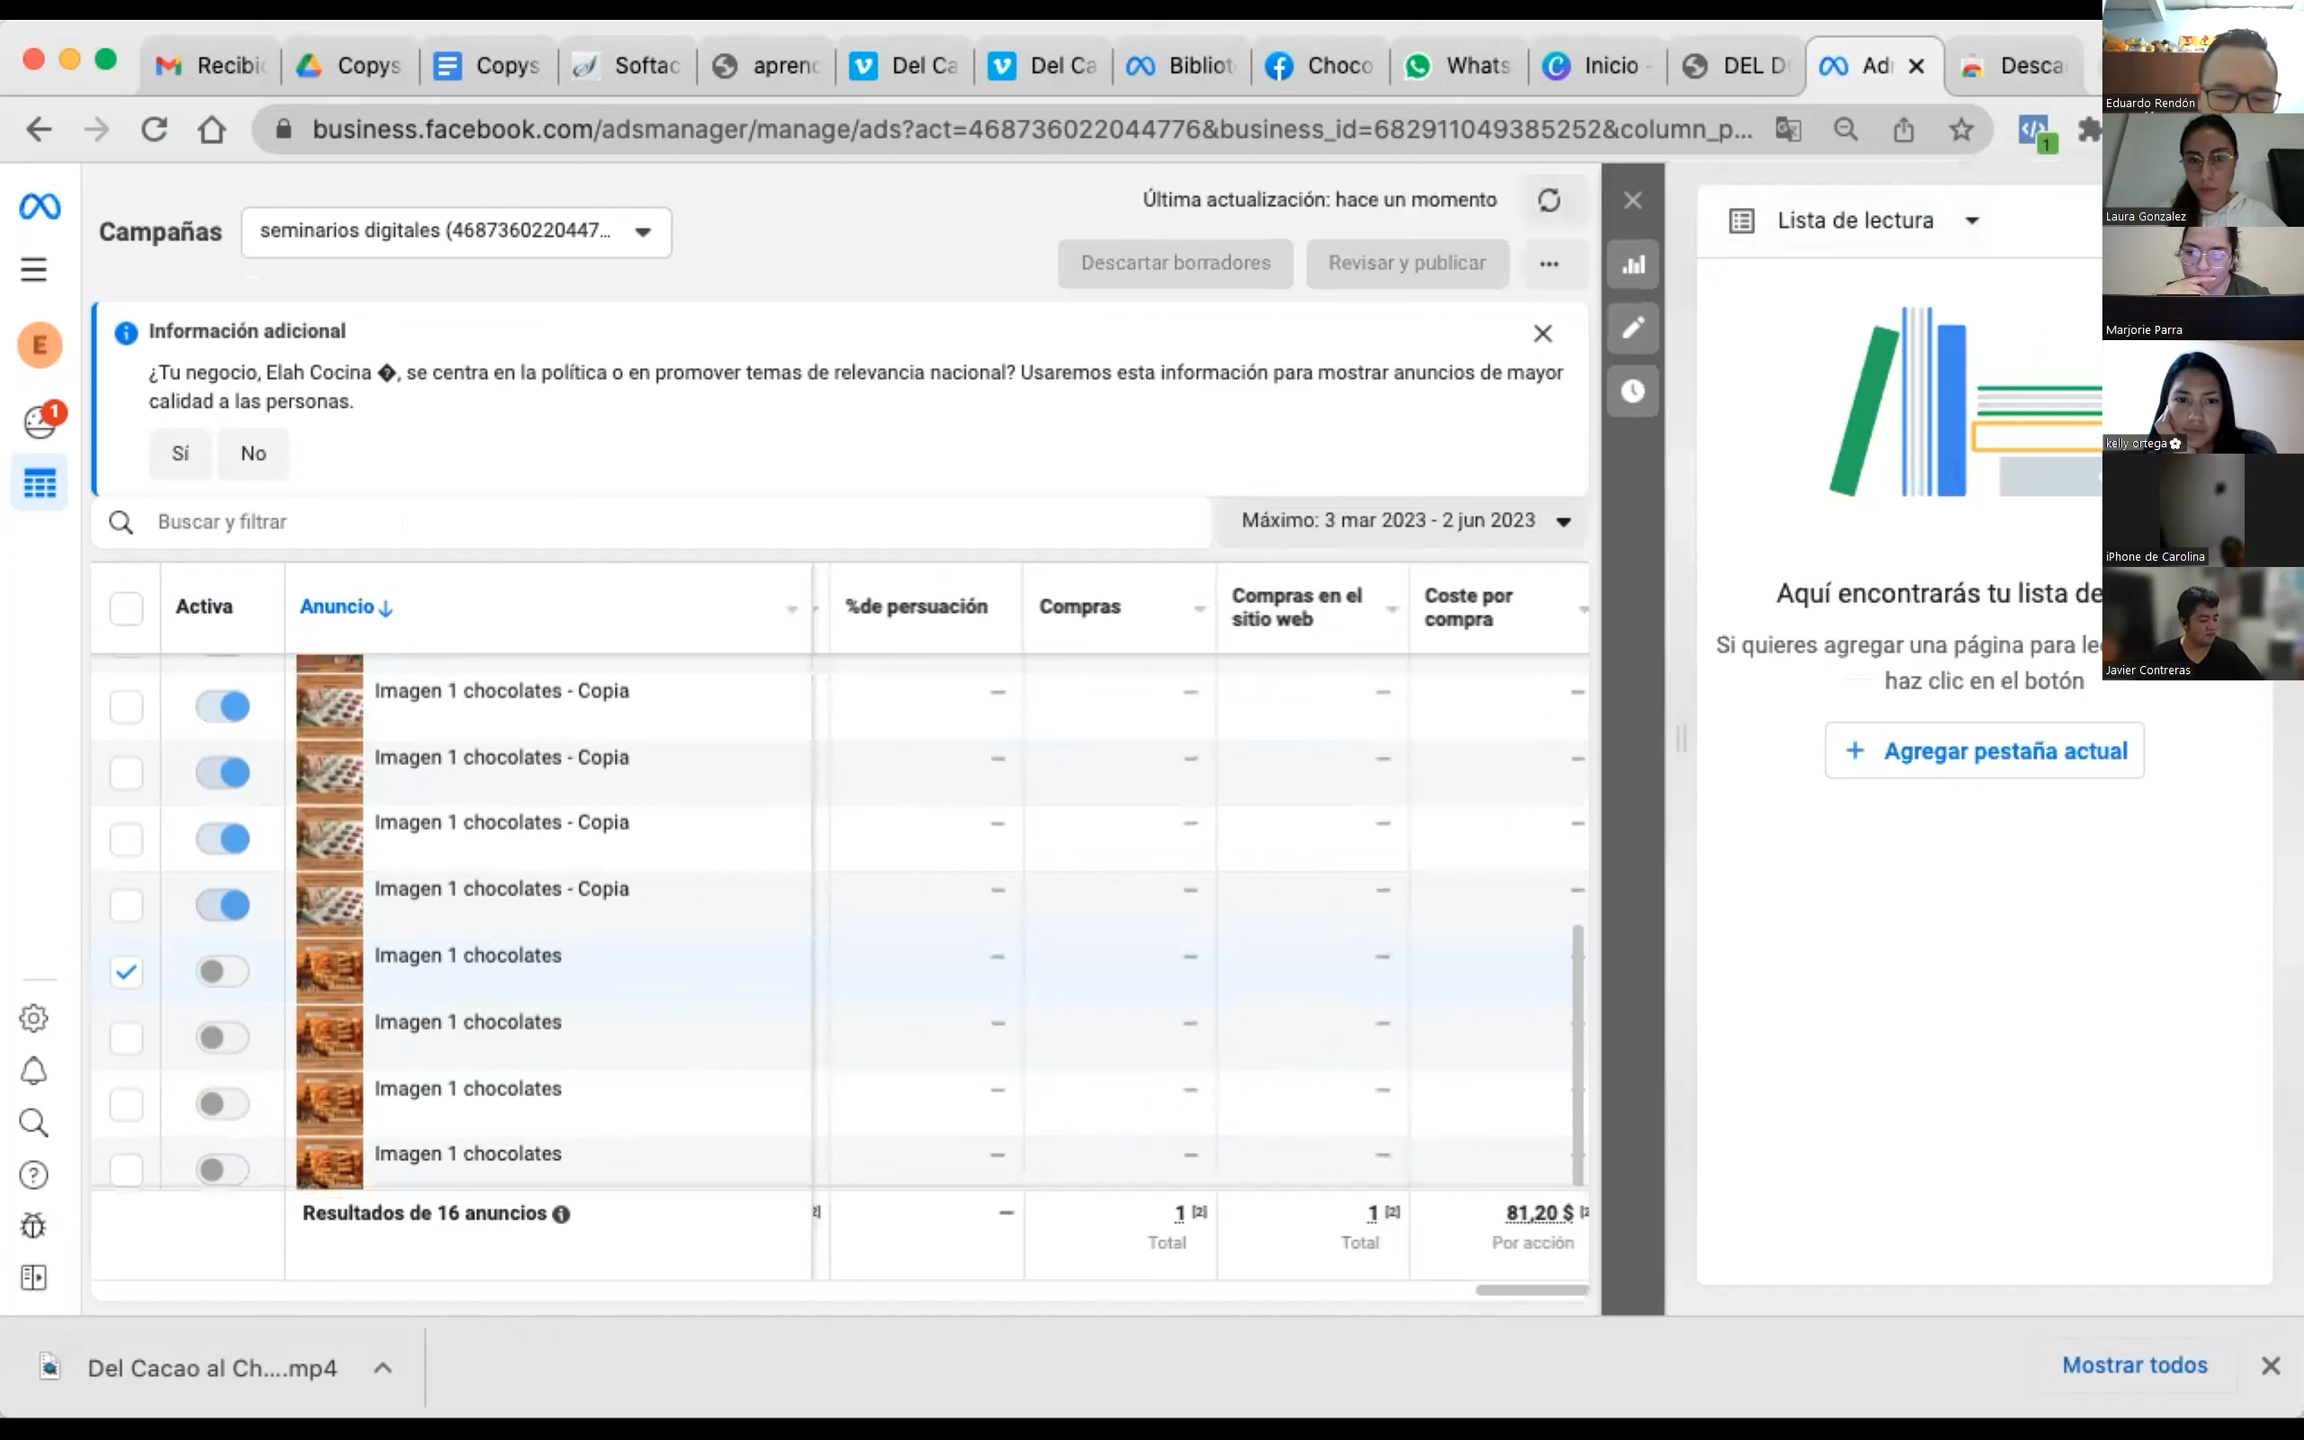 Recibi
Copys
Copys
Softac
apren
Del Ca
Del Ca
Bibliot
Choco
Whats
Inicio -
DEL D
Ad
Desca
business.facebook.com/adsmanager/manage/ads?act=468736022044776&business_id=682911049385252&column_p...
1
Campañas
seminarios digitales (4687360220447...
Última actualización: hace un momento
Descartar borradores
Revisar y publicar
E
1
Información adicional
¿Tu negocio, Elah Cocina �, se centra en la política o en promover temas de relevancia nacional? Usaremos esta información para mostrar anuncios de mayor
calidad a las personas.
Sí
No
Buscar y filtrar
Máximo: 3 mar 2023 - 2 jun 2023
Activa
Anuncio
%de persuación
Compras
Compras en el
sitio web
Coste por
compra
Imagen 1 chocolates - Copia
Imagen 1 chocolates - Copia
Imagen 1 chocolates - Copia
Imagen 1 chocolates - Copia
Imagen 1 chocolates
Imagen 1 chocolates
Imagen 1 chocolates
Imagen 1 chocolates
Resultados de 16 anuncios
2]
—
1 [2]
Total
1 [2]
Total
81,20 $ [2
Por acción
Lista de lectura
Aquí encontrarás tu lista de
Si quieres agregar una página para le
haz clic en el botón
+ Agregar pestaña actual
Eduardo Rendón
Laura Gonzalez
Marjorie Parra
kelly ortega
iPhone de Carolina
Javier Contreras
Del Cacao al Ch....mp4
Mostrar todos